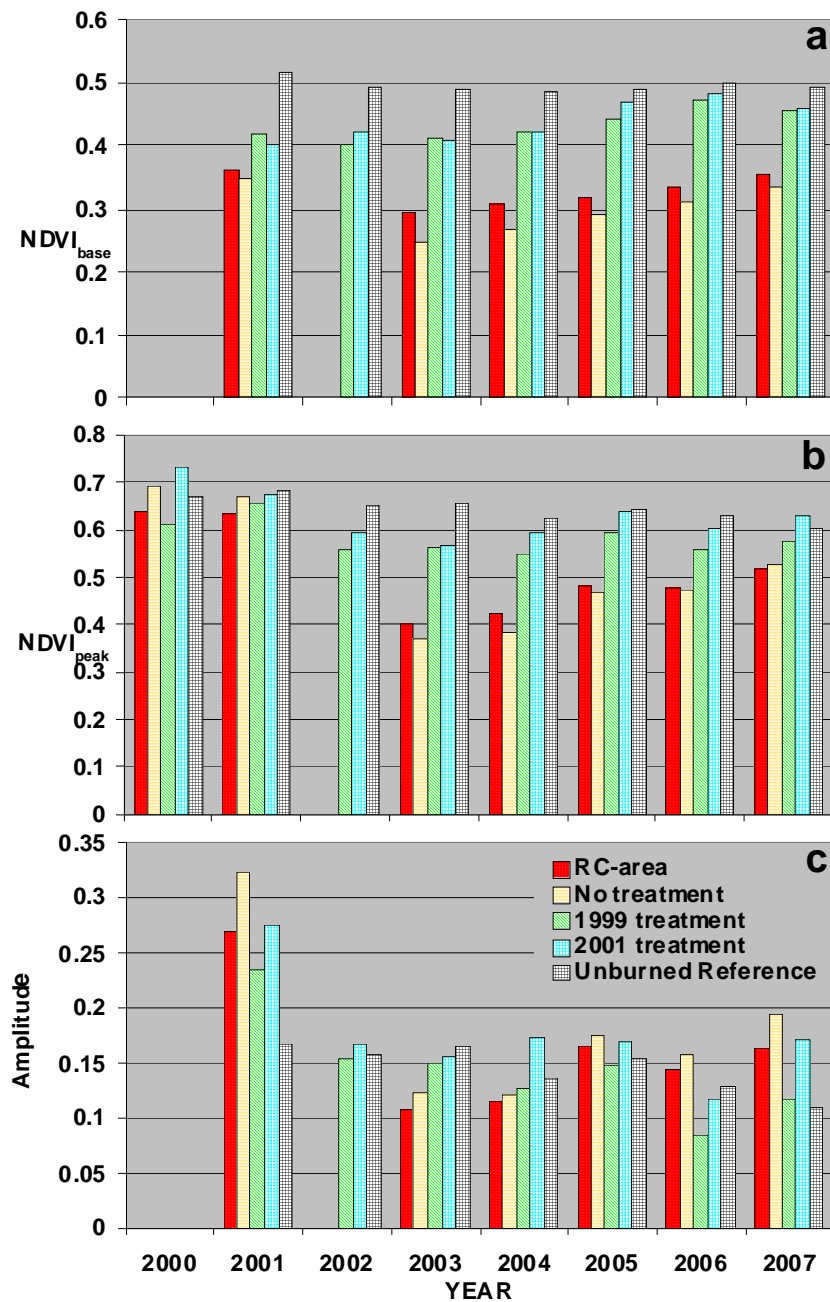 a
0.6
0.5
0.4
0.3
0.2
0.1
0
NDVIbase
b
0.8
0.7
0.6
0.5
0.4
0.3
0.2
0.1
0
NDVIpeak
c
0.35
0.3
0.25
0.2
0.15
0.1
0.05
0
Amplitude
RC-area
No treatment
1999 treatment
2001 treatment
Unburned Reference
2000 2001 2002 2003 2004 2005 2006 2007
YEAR